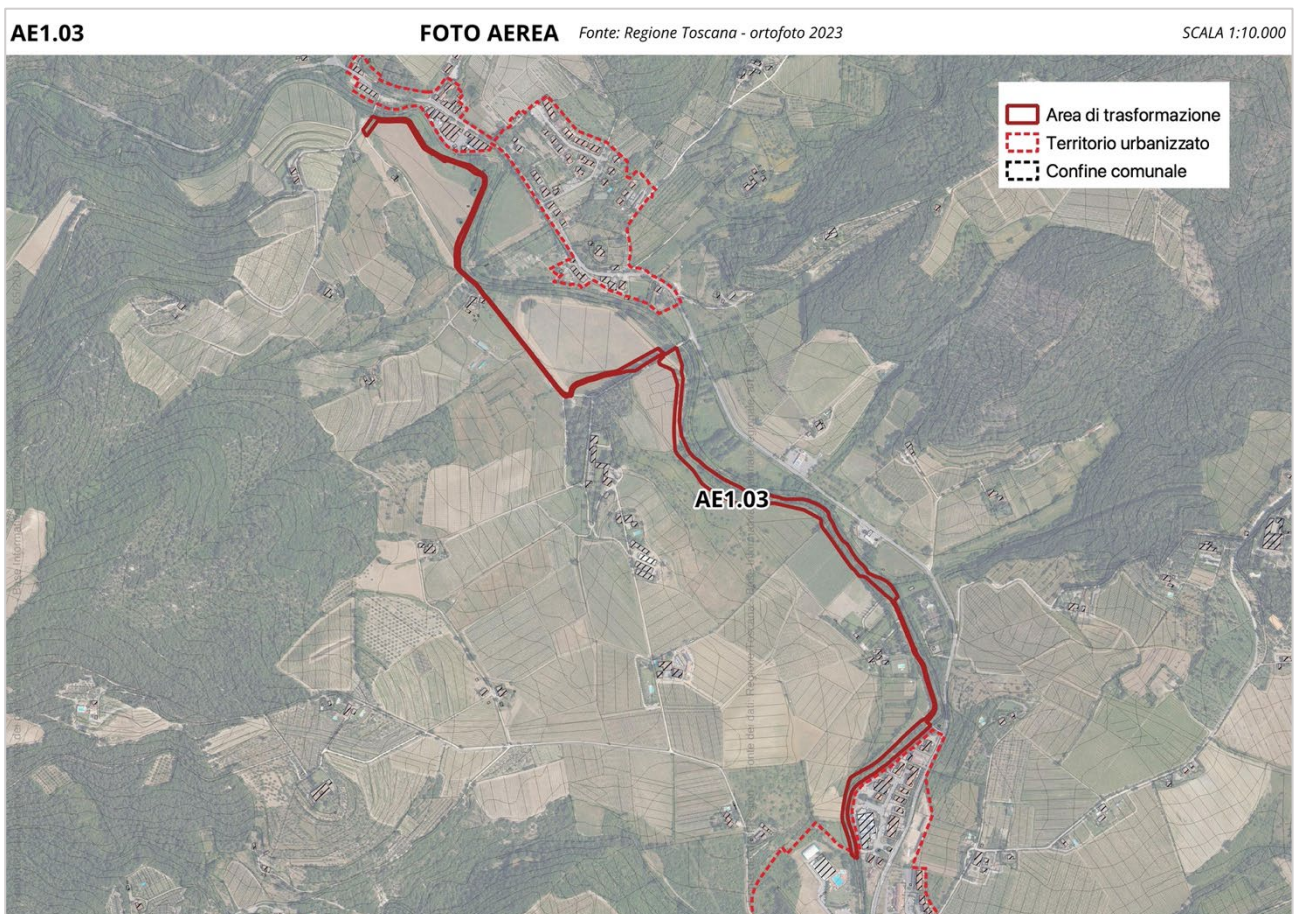 AE1.03 FOTO AEREA Fonte: Regione Toscana - ortofoto 2023 SCALA 1:10.000
Area di trasformazione
Territorio urbanizzato
Confine comunale
AE1.03